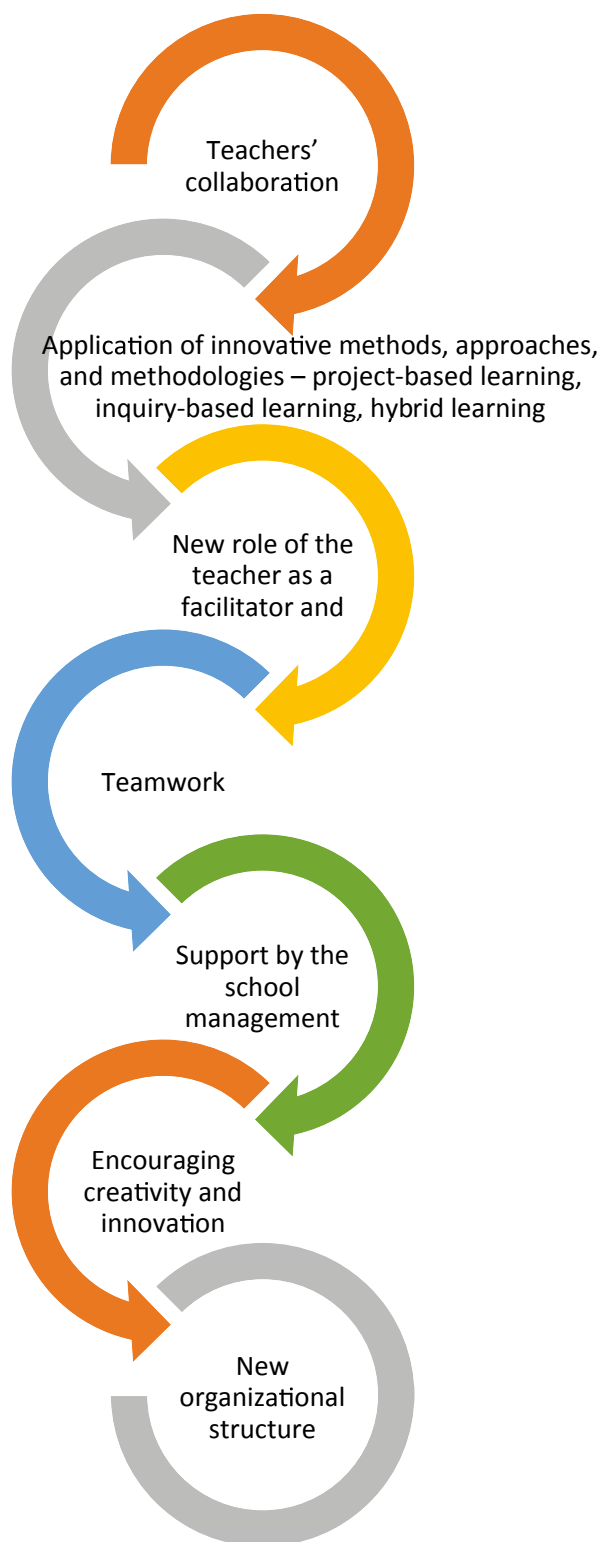 Teachers’
collaboration
Application of innovative methods, approaches,
and methodologies – project-based learning,
inquiry-based learning, hybrid learning
New role of the
teacher as a
facilitator and
Teamwork
Support by the
school
management
Encouraging
creativity and
innovation
New
organizational
structure